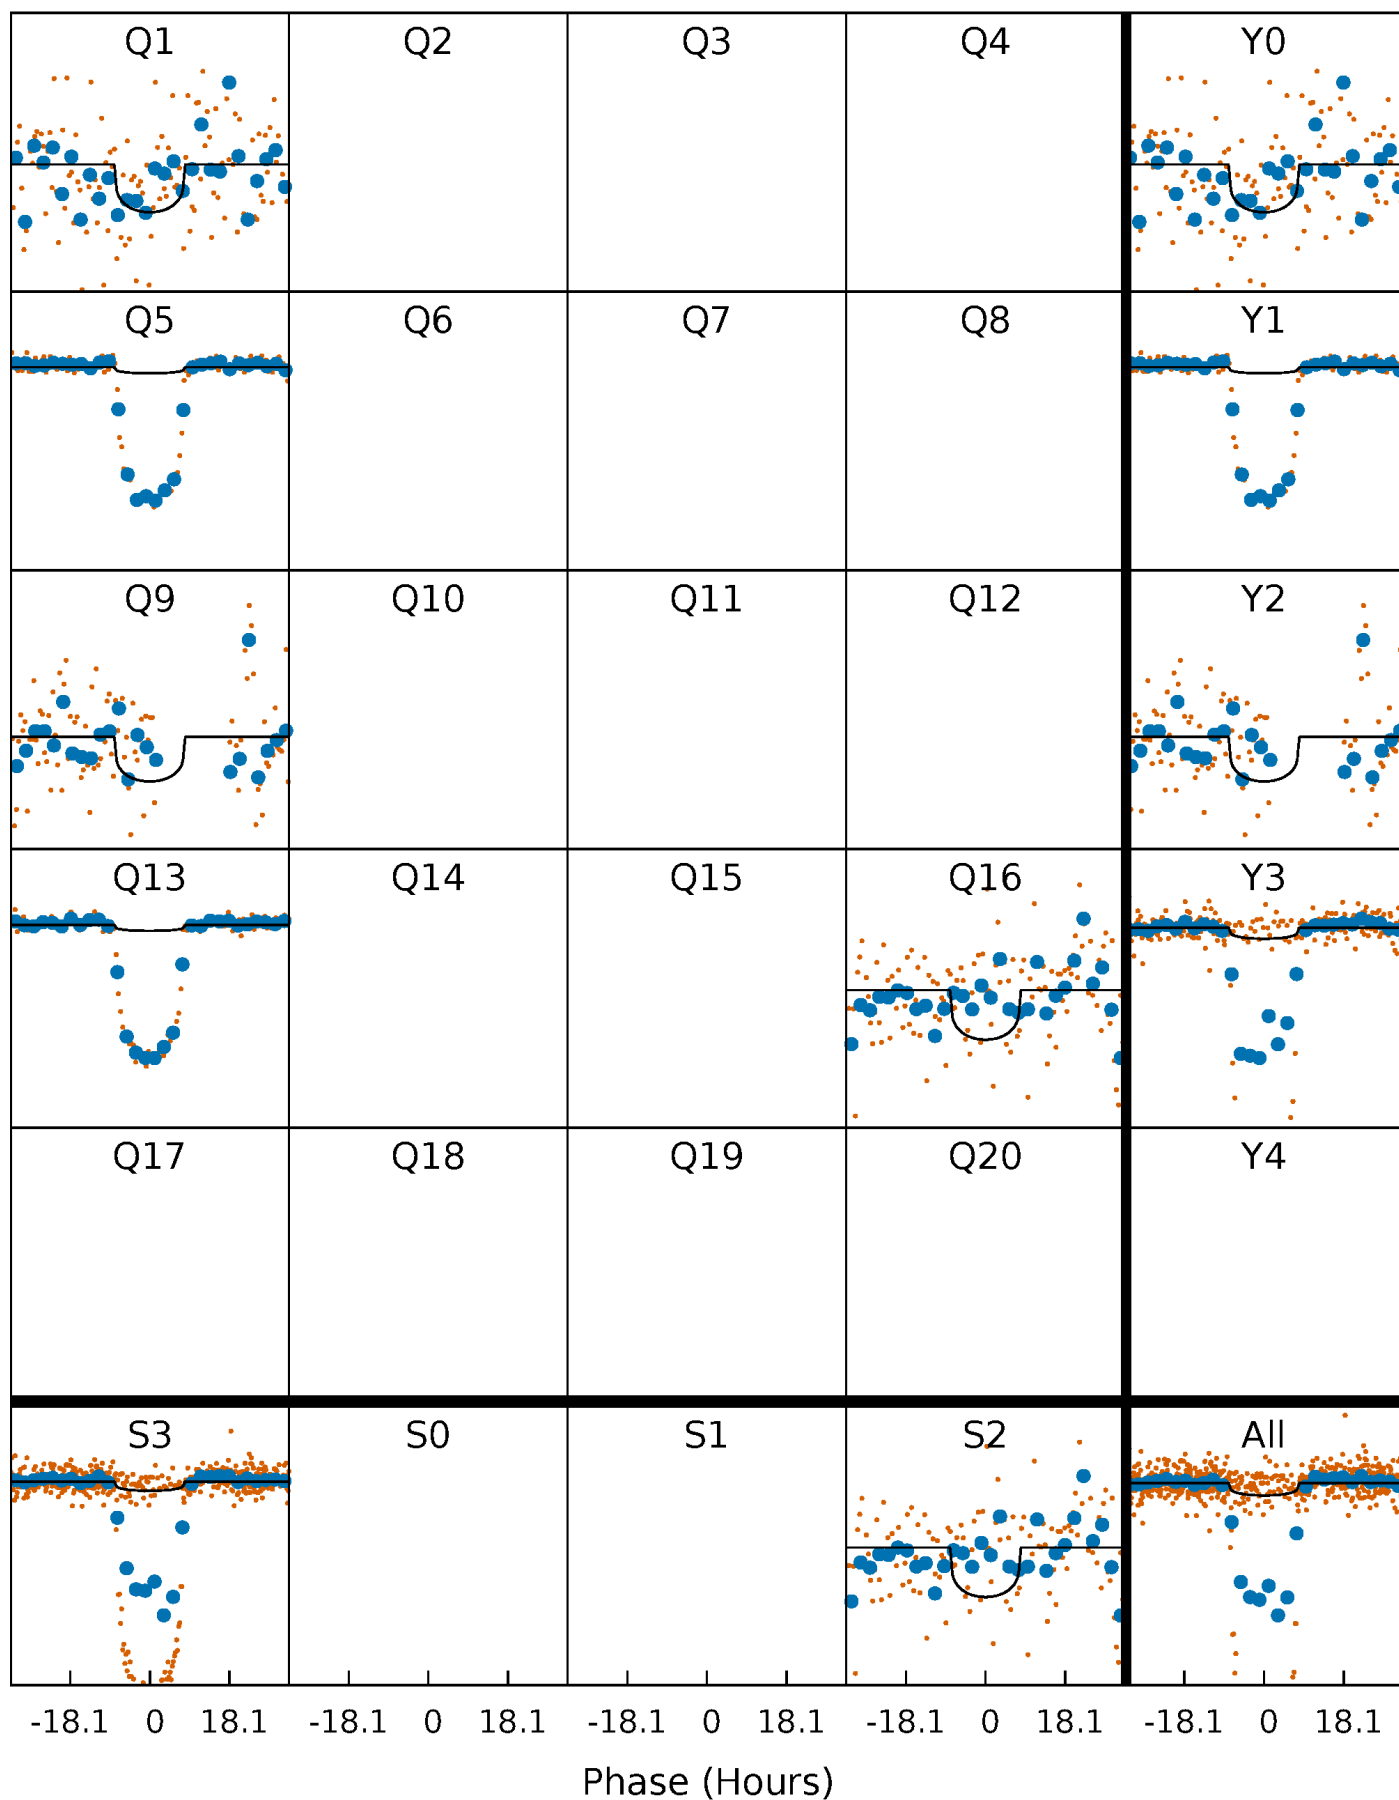 Q1 Q2 Q3 Q4 Y0
Q5 Q6 Q7 Q8 Y1
Q9 Q10 Q11 Q12 Y2
Q13 Q14 Q15 Q16 Y3
Q17 Q18 Q19 Q20 Y4
S3 S0 S1 S2 All
-18.1 0 18.1 -18.1 0 18.1 -18.1 0 18.1 -18.1 0 18.1 -18.1 0 18.1
Phase (Hours)